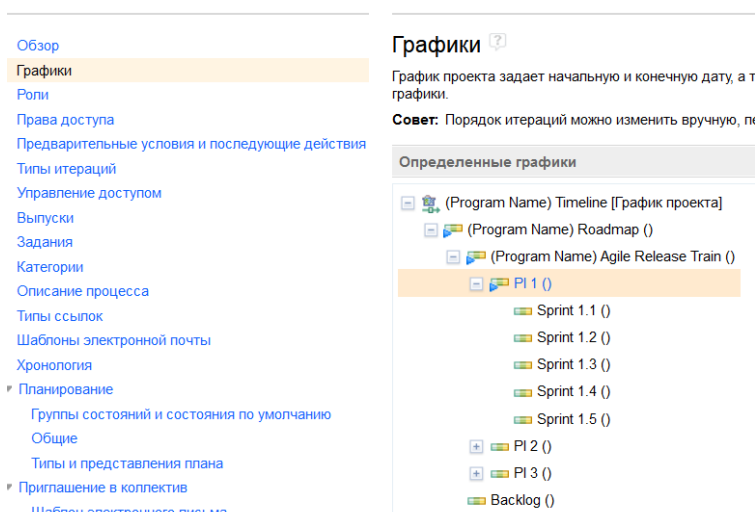 Обзор
Графики
Роли
Права доступа
Предварительные условия и последующие действия
Типы итераций
Управление доступом
Выпуски
Задания
Категории
Описание процесса
Типы ссылок
Шаблоны электронной почты
Хронология
Планирование
Группы состояний и состояния по умолчанию
Общие
Типы и представления плана
Приглашение в коллектив
Шаблон электронного письма
Графики ?
График проекта задает начальную и конечную дату, а т
графики.
Совет: Порядок итераций можно изменить вручную, пе
Определенные графики
(Program Name) Timeline [График проекта]
(Program Name) Roadmap ()
(Program Name) Agile Release Train ()
PI 1 ()
Sprint 1.1 ()
Sprint 1.2 ()
Sprint 1.3 ()
Sprint 1.4 ()
Sprint 1.5 ()
PI 2 ()
PI 3 ()
Backlog ()